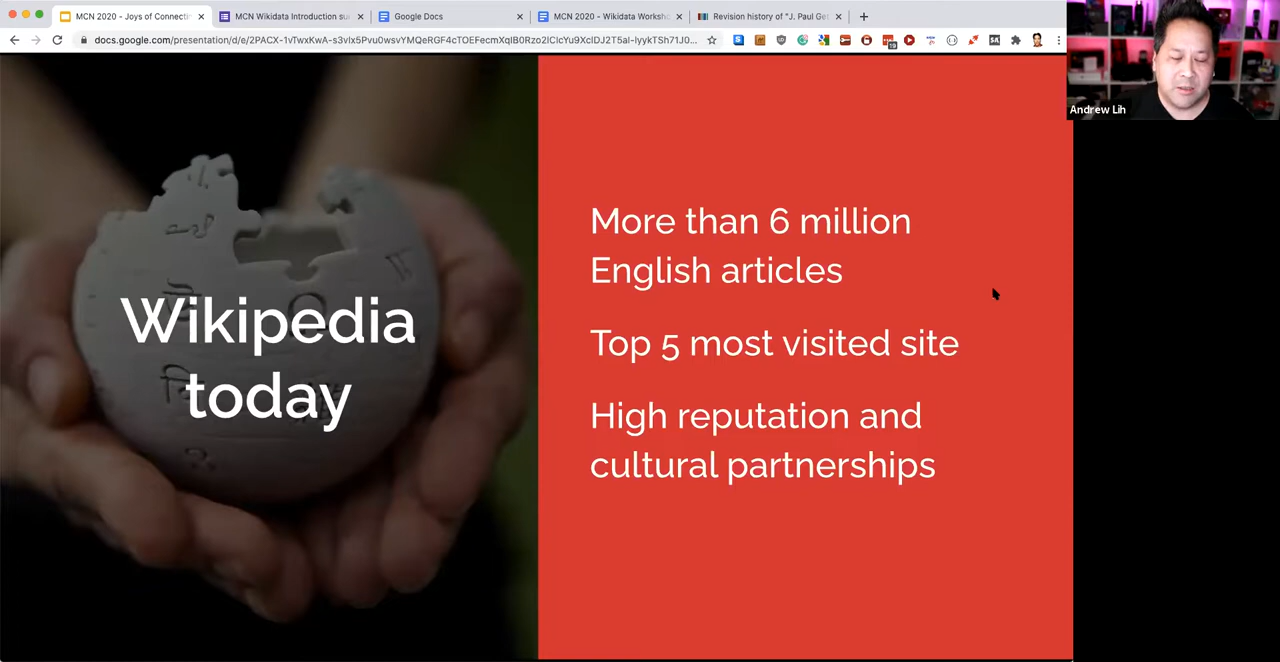 MCN 2020 - Joys of Connecti
MCN Wikidata Introduction su
Google Docs
MCN 2020 - Wikidata Worksh
Revision history of "J. Paul Ge
Andrew Lih
Wikipedia
today
More than 6 million
English articles
Top 5 most visited site
High reputation and
cultural partnerships